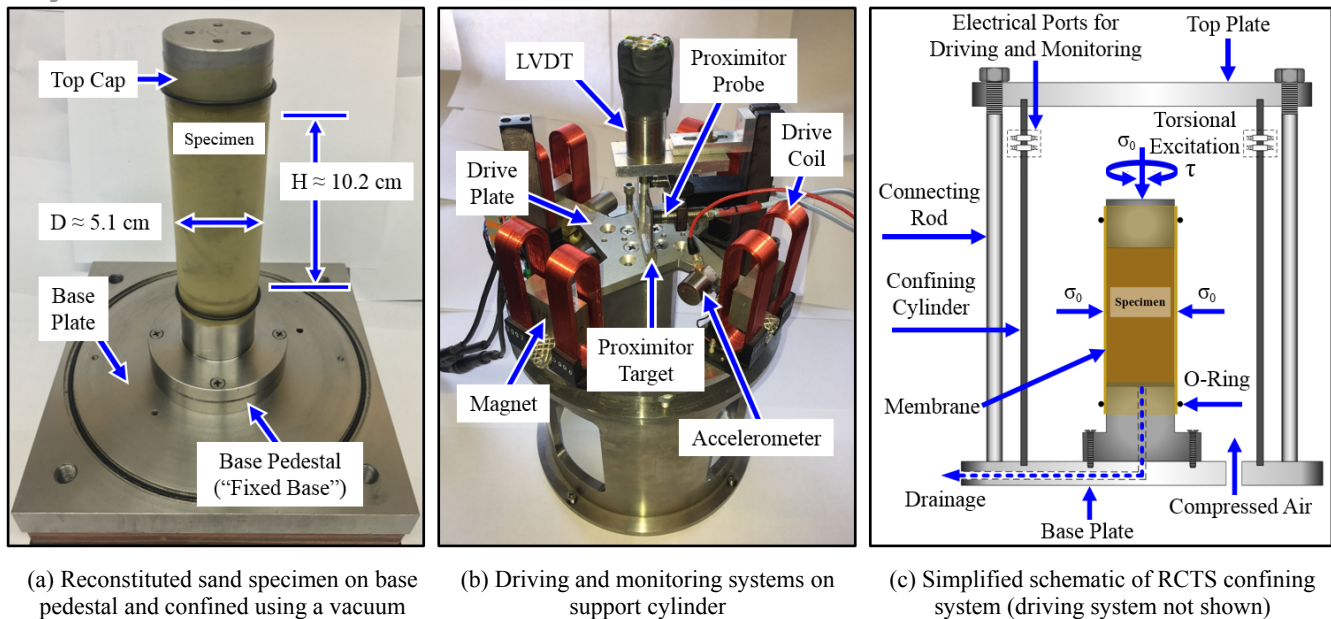 Top Cap
Specimen
H ≈ 10.2 cm
D ≈ 5.1 cm
Base
Plate
Base Pedestal
(“Fixed Base”)
LVDT
Proximitor
Probe
Drive
Coil
Drive
Plate
Proximitor
Target
Magnet
Accelerometer
Electrical Ports for
Driving and Monitoring
Top Plate
Torsional
Excitation
σ₀
τ
Connecting
Rod
Confining
Cylinder
σ₀
Specimen
σ₀
O-Ring
Membrane
Drainage
Base Plate
Compressed Air
(a) Reconstituted sand specimen on base
pedestal and confined using a vacuum
(b) Driving and monitoring systems on
support cylinder
(c) Simplified schematic of RCTS confining
system (driving system not shown)